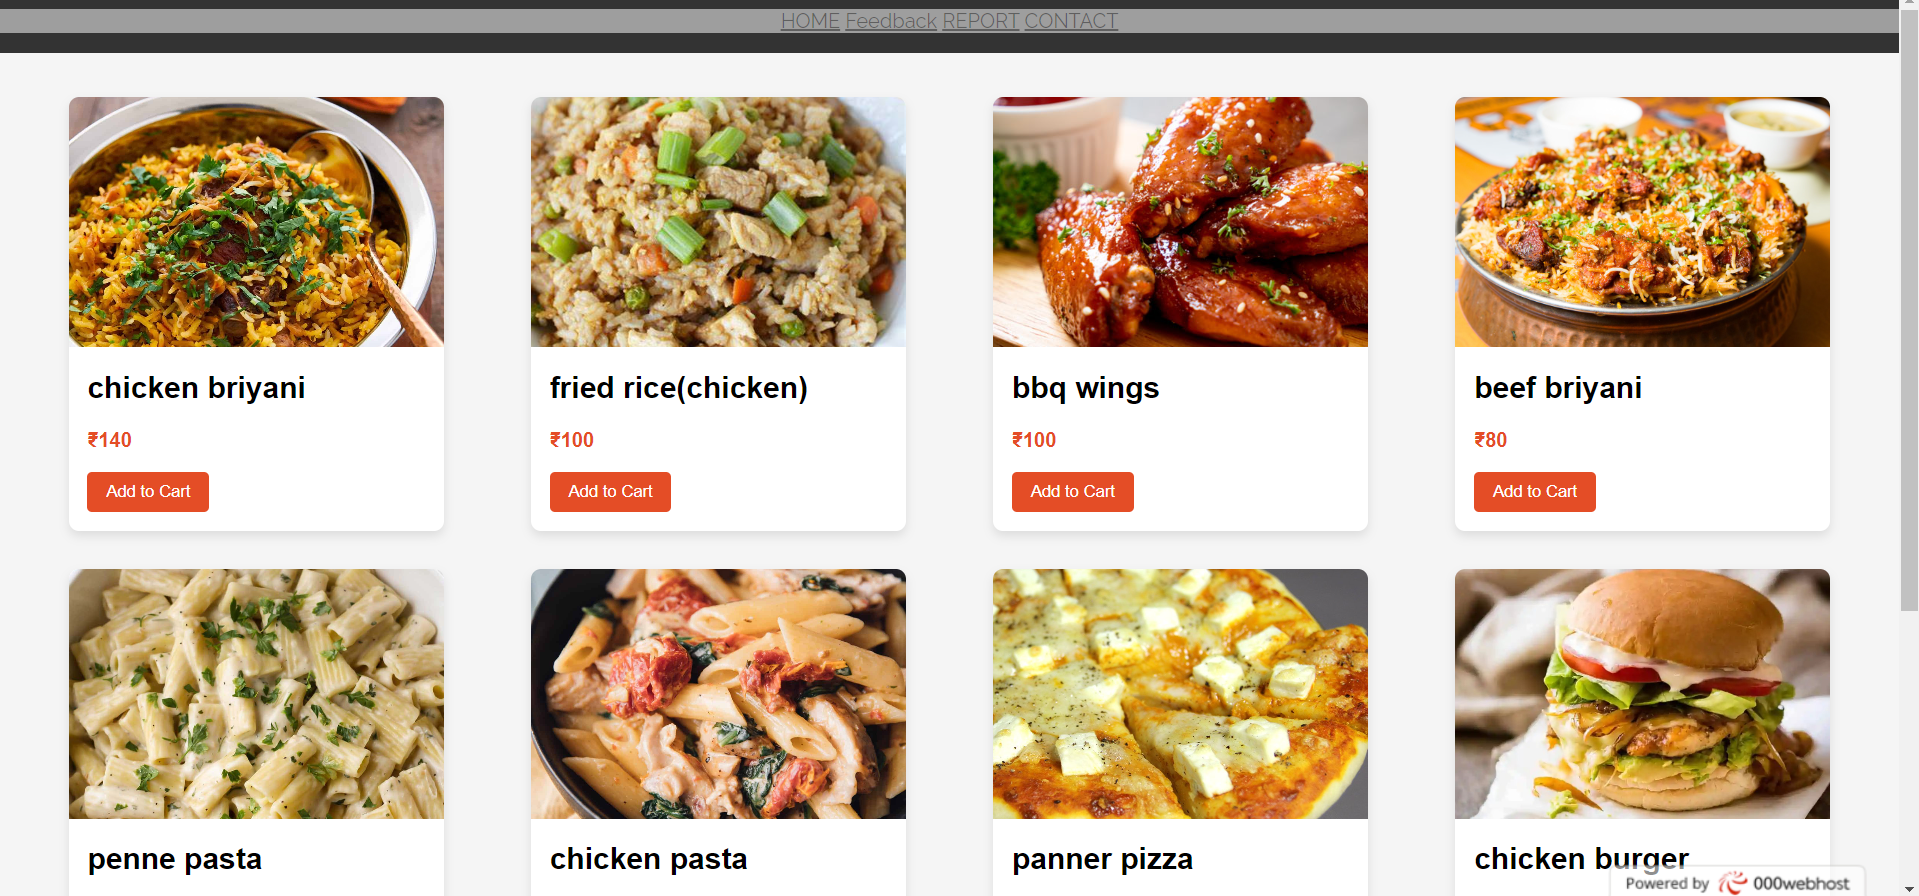 HOME Feedback REPORT CONTACT
chicken briyani
₹140
Add to Cart
fried rice(chicken)
₹100
Add to Cart
bbq wings
₹100
Add to Cart
beef briyani
₹80
Add to Cart
penne pasta
chicken pasta
panner pizza
chicken burger
Powered by 000webhost